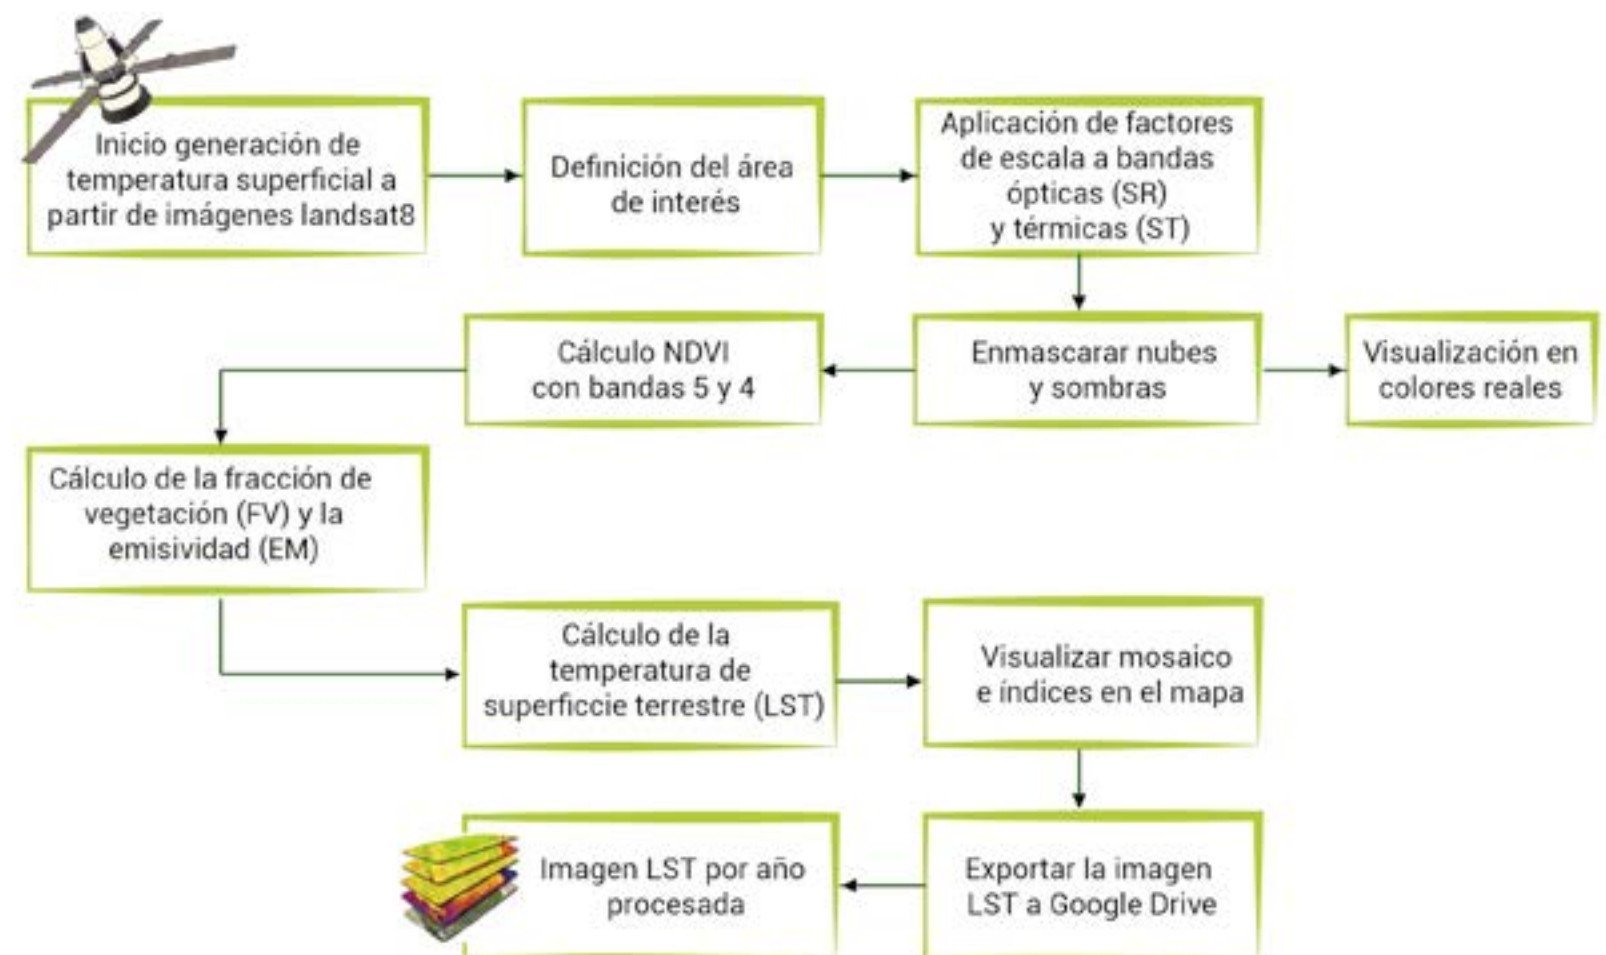 Inicio generación de
temperatura superficial a
partir de imágenes landsat8
Definición del área
de interés
Aplicación de factores
de escala a bandas
ópticas (SR)
y térmicas (ST)
Cálculo NDVI
con bandas 5 y 4
Enmascarar nubes
y sombras
Visualización en
colores reales
Cálculo de la fracción de
vegetación (FV) y la
emisividad (EM)
Cálculo de la
temperatura de
superficcie terrestre (LST)
Visualizar mosaico
e índices en el mapa
Imagen LST por año
procesada
Exportar la imagen
LST a Google Drive